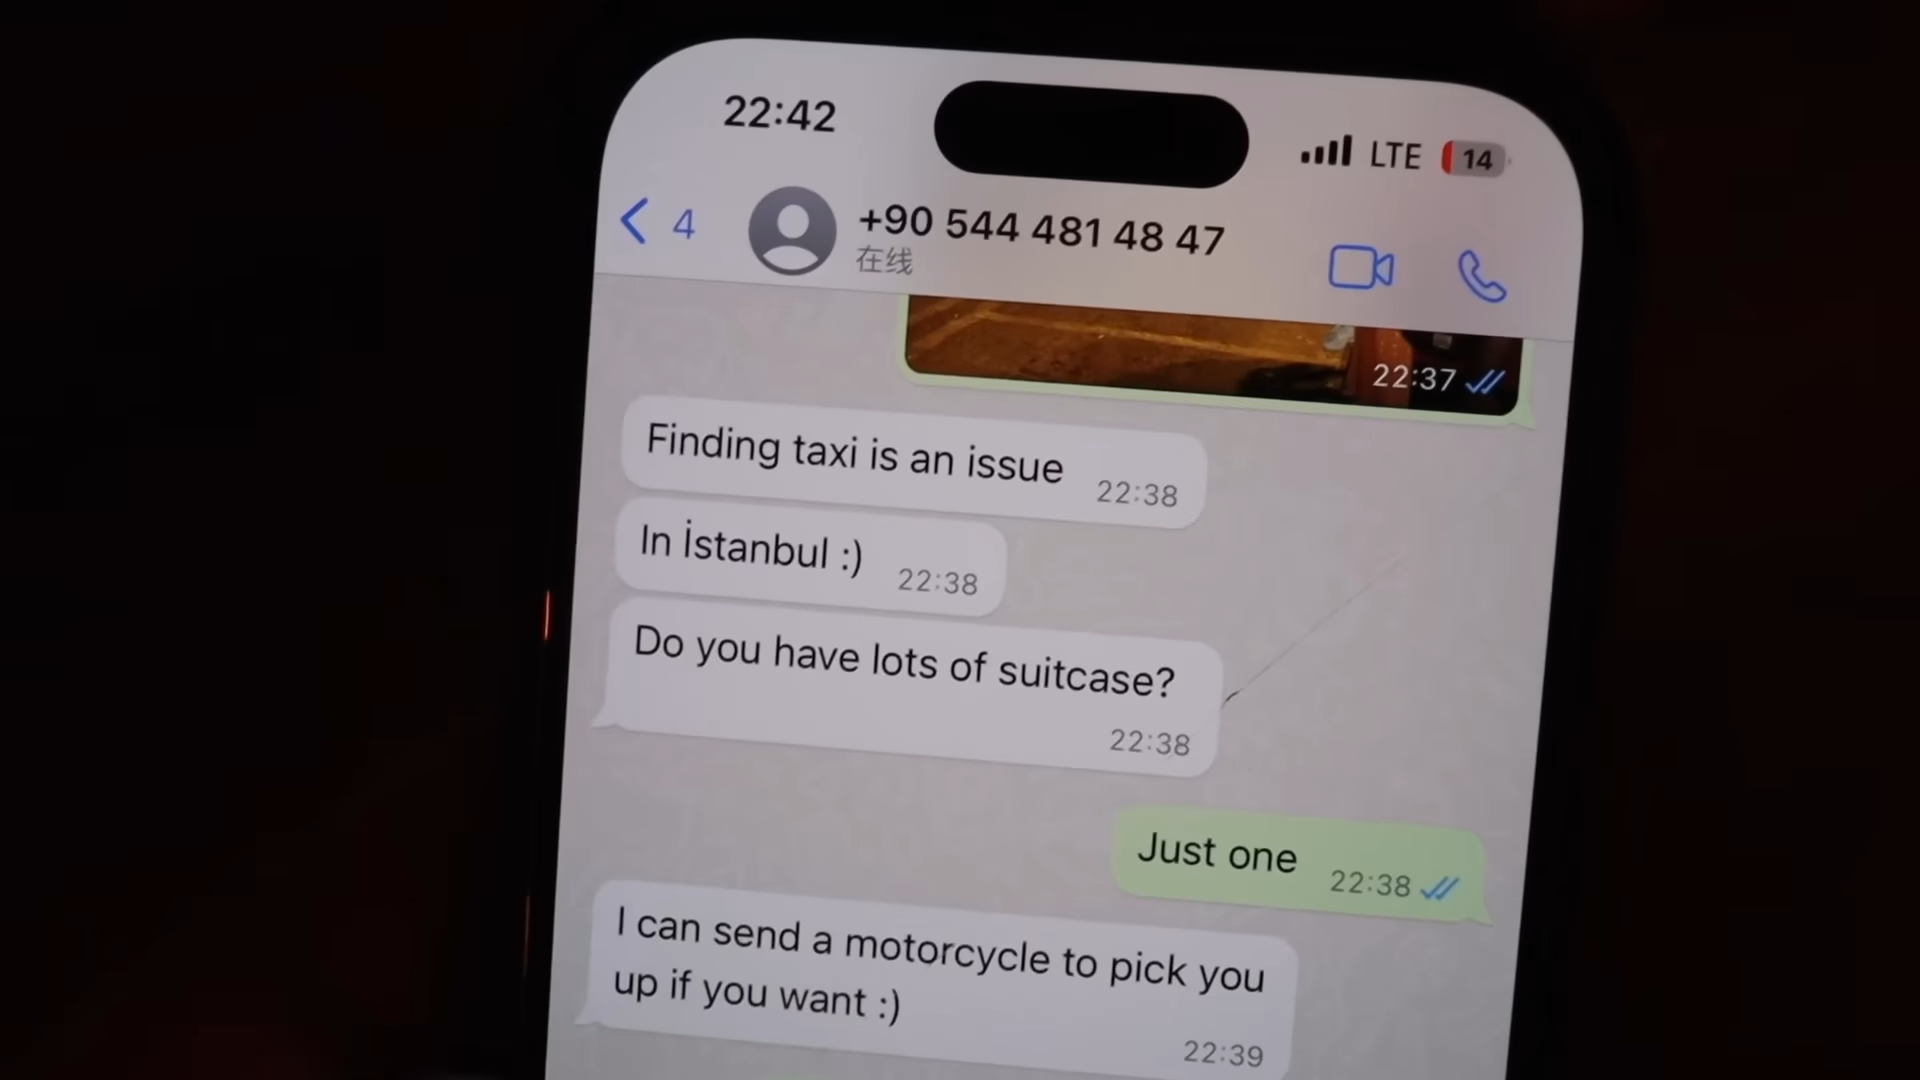 22:42
LTE
14
4
+90 544 481 48 47
在线
22:37
Finding taxi is an issue
22:38
In İstanbul :)
22:38
Do you have lots of suitcase?
22:38
Just one
22:38
I can send a motorcycle to pick you
up if you want :)
22:39